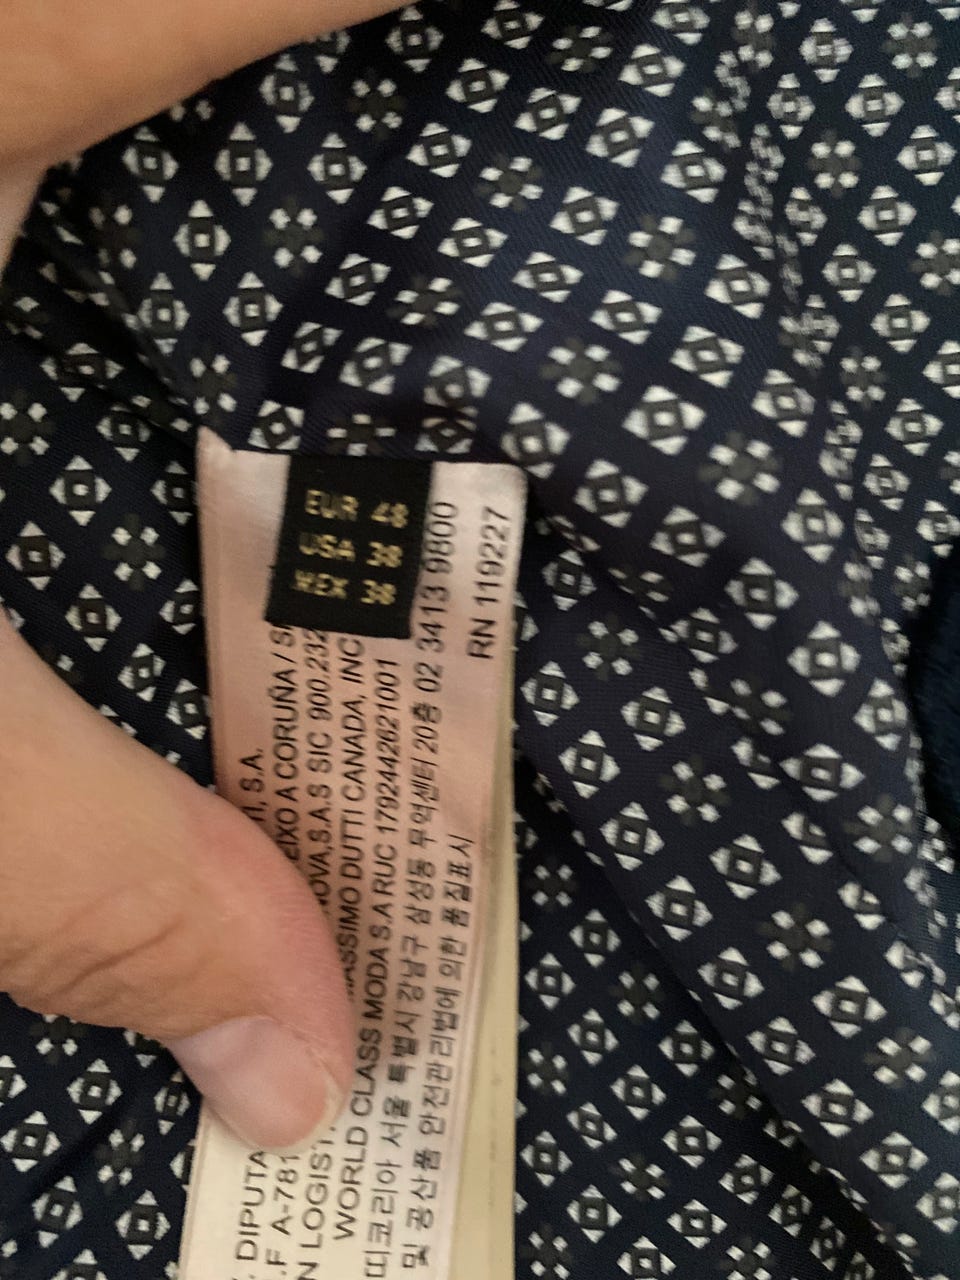 EUR 48
USA 38
MEX 38
TI, S.A.
DIPUTA
EIXO A CORUÑA / S
.F A-781
NOVA,S.A.S SIC 900.232
N LOGIST
MASSIMO DUTTI CANADA, INC
WORLD CLASS MODA S.A RUC 1792442621001
띠코리아 서울 특별시 강남구 삼성동 무역센터 20층 02 3413 9800
및 공산품 안전관리법에 의한 품질표시
RN 119227